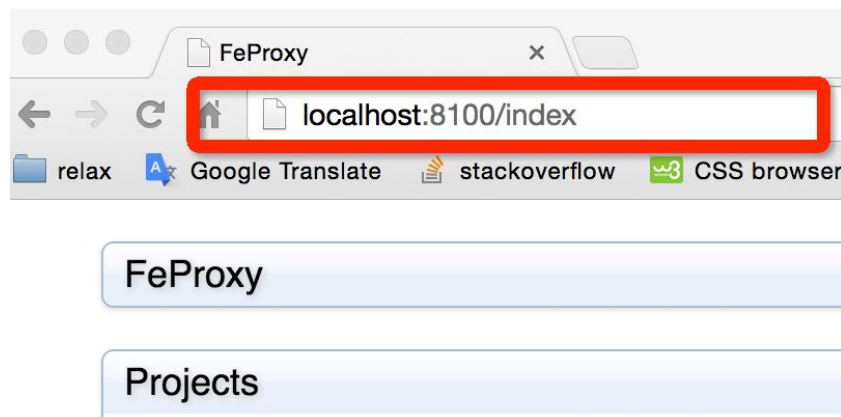 FeProxy
localhost:8100/index
relax Google Translate stackoverflow CSS browser
FeProxy
Projects